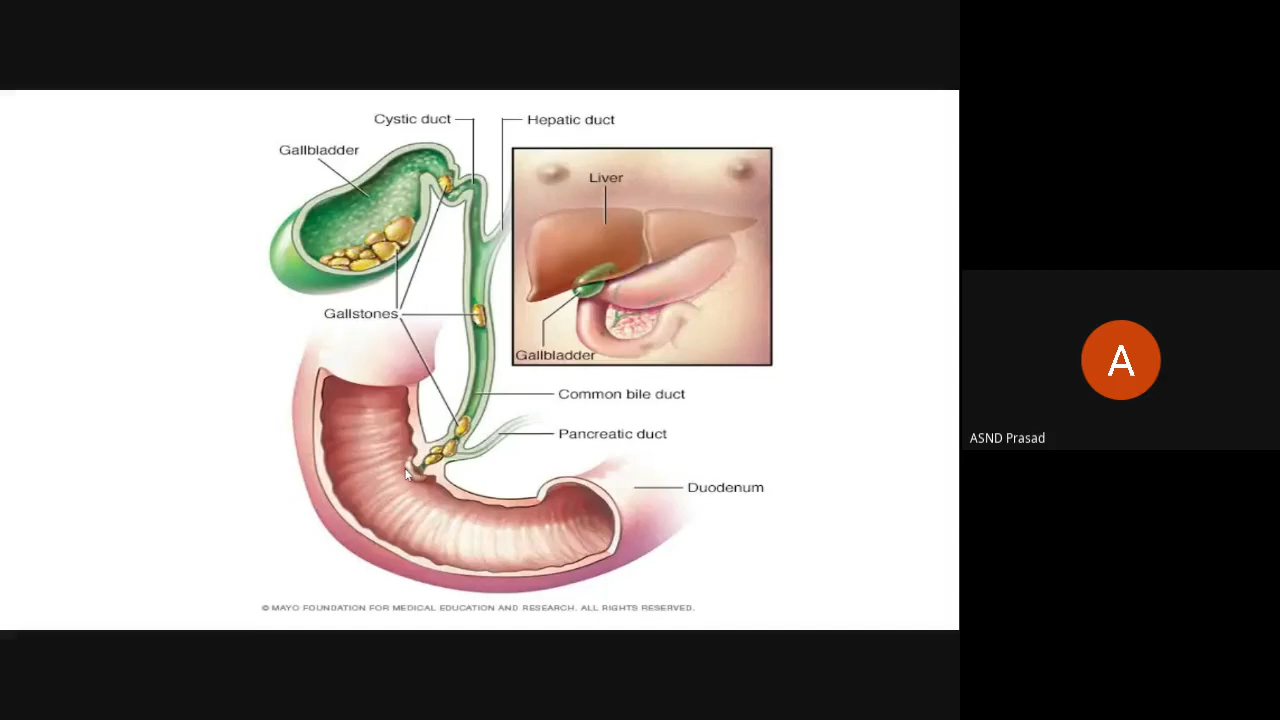 Cystic duct
Hepatic duct
Gallbladder
Liver
Gallstones
Gallbladder
Common bile duct
Pancreatic duct
Duodenum
© MAYO FOUNDATION FOR MEDICAL EDUCATION AND RESEARCH. ALL RIGHTS RESERVED.
A
ASND Prasad